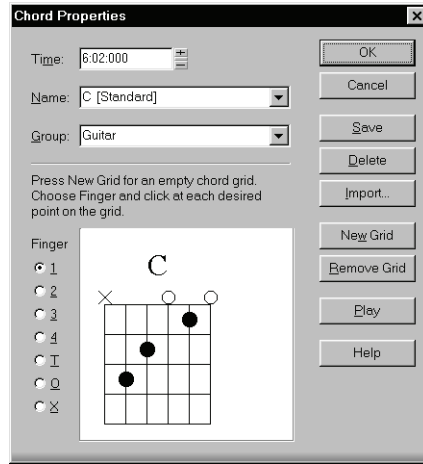 Chord Properties
Time: 6:02:000
OK
Name: C [Standard]
Cancel
Group: Guitar
Save
Delete
Press New Grid for an empty chord grid.
Choose Finger and click at each desired
point on the grid.
Import...
New Grid
Remove Grid
Play
Help
Finger
1
2
3
4
T
O
X
C
X O O